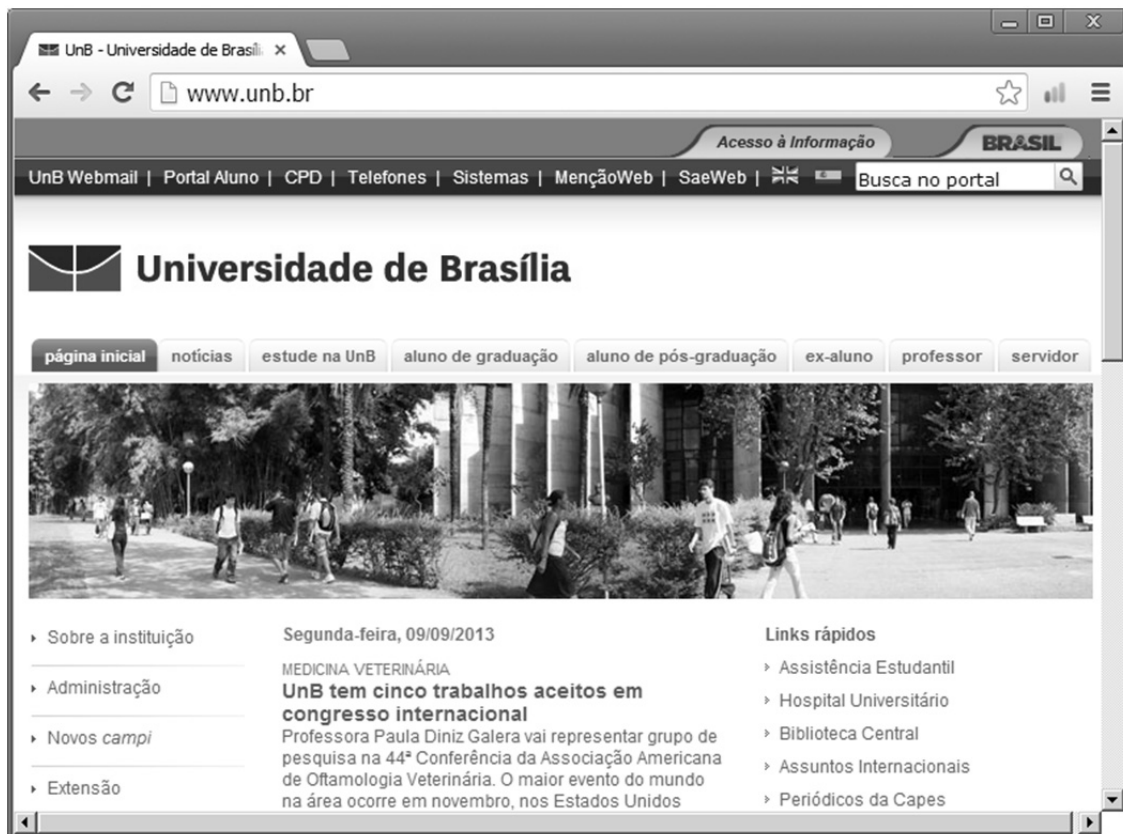 UnB - Universidade de Brasíli
www.unb.br
Acesso à Informação BRASIL
UnB Webmail | Portal Aluno | CPD | Telefones | Sistemas | MençãoWeb | SaeWeb | Busca no portal
Universidade de Brasília
página inicial notícias estude na UnB aluno de graduação aluno de pós-graduação ex-aluno professor servidor
Sobre a instituição
Administração
Novos campi
Extensão
Segunda-feira, 09/09/2013
MEDICINA VETERINÁRIA
UnB tem cinco trabalhos aceitos em
congresso internacional
Professora Paula Diniz Galera vai representar grupo de
pesquisa na 44ª Conferência da Associação Americana
de Oftamologia Veterinária. O maior evento do mundo
na área ocorre em novembro, nos Estados Unidos
Links rápidos
Assistência Estudantil
Hospital Universitário
Biblioteca Central
Assuntos Internacionais
Periódicos da Capes